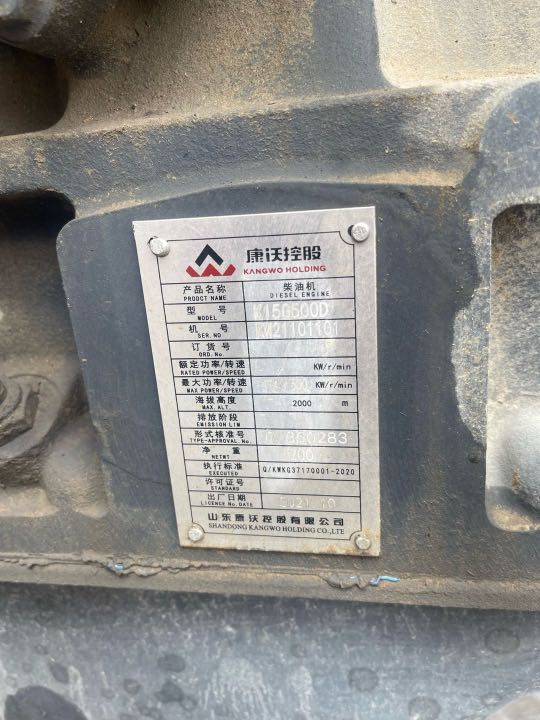 康沃控股
KANGWO HOLDING
产品名称 柴油机
PRODCT NAME DIESEL ENGINE
型号
MODEL
机号 KW21101101
SER.NO
订货号
ORD.No.
额定功率/转速 KW/r/min
RATED POWER/SPEED
最大功率/转速 KW/r/min
MAX POWER/SPEED
海拔高度 2000 m
MAX.ALT.
排放阶段
EMISSION LIM
形式核准号
TYPE-APPROVAL.No.
净重
NETWT
执行标准 Q/KWKG37170001-2020
EXECUTED
许可证号
STANDARD
出厂日期
LICENCE No.DATE
山东康沃控股有限公司
SHANDONG KANGWO HOLDING CO.,LTE